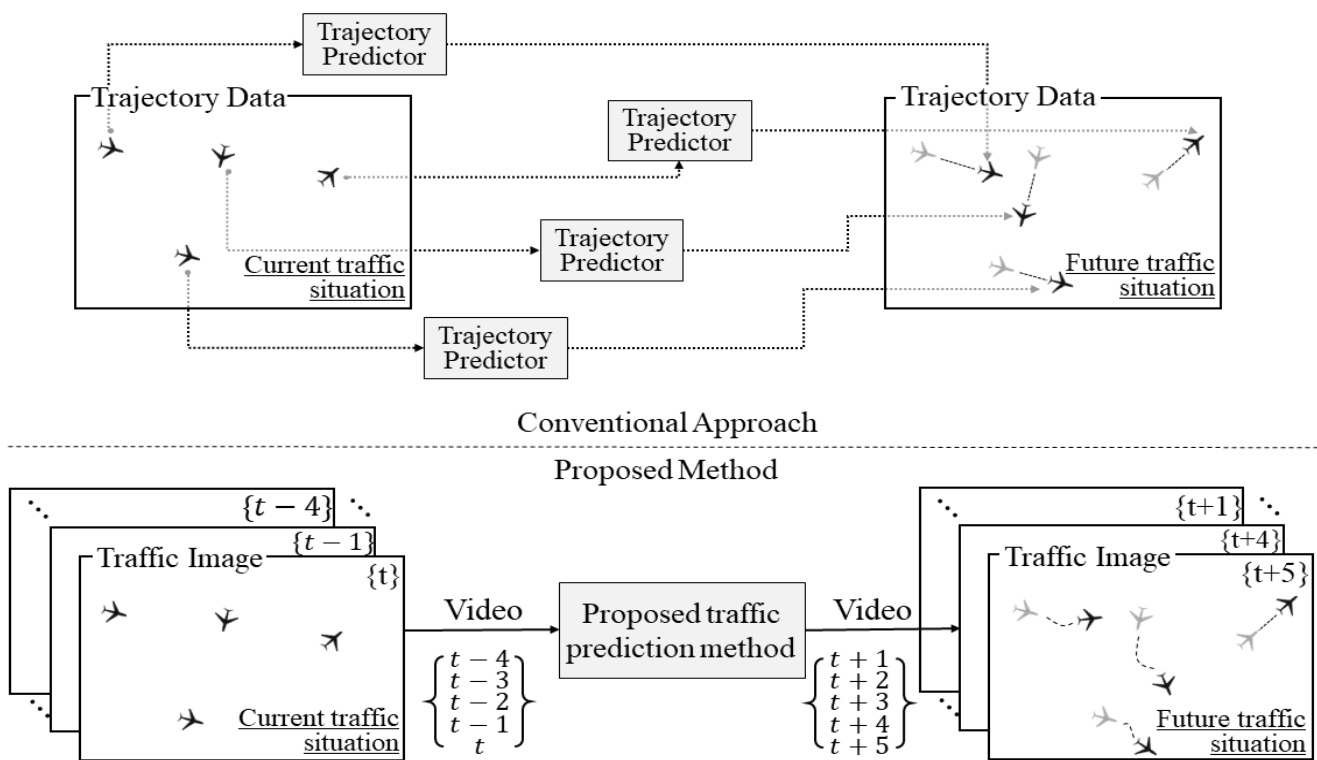 Trajectory
Predictor
Trajectory Data
Trajectory
Predictor
Trajectory Data
Trajectory
Predictor
Current traffic
situation
Future traffic
situation
Trajectory
Predictor
Conventional Approach
Proposed Method
{t − 4}
{t − 1}
Traffic Image
{t}
Video
Proposed traffic
prediction method
Video
{t+1}
{t+4}
Traffic Image
{t+5}
t − 4
t − 3
t − 2
t − 1
t
t + 1
t + 2
t + 3
t + 4
t + 5
Current traffic
situation
Future traffic
situation